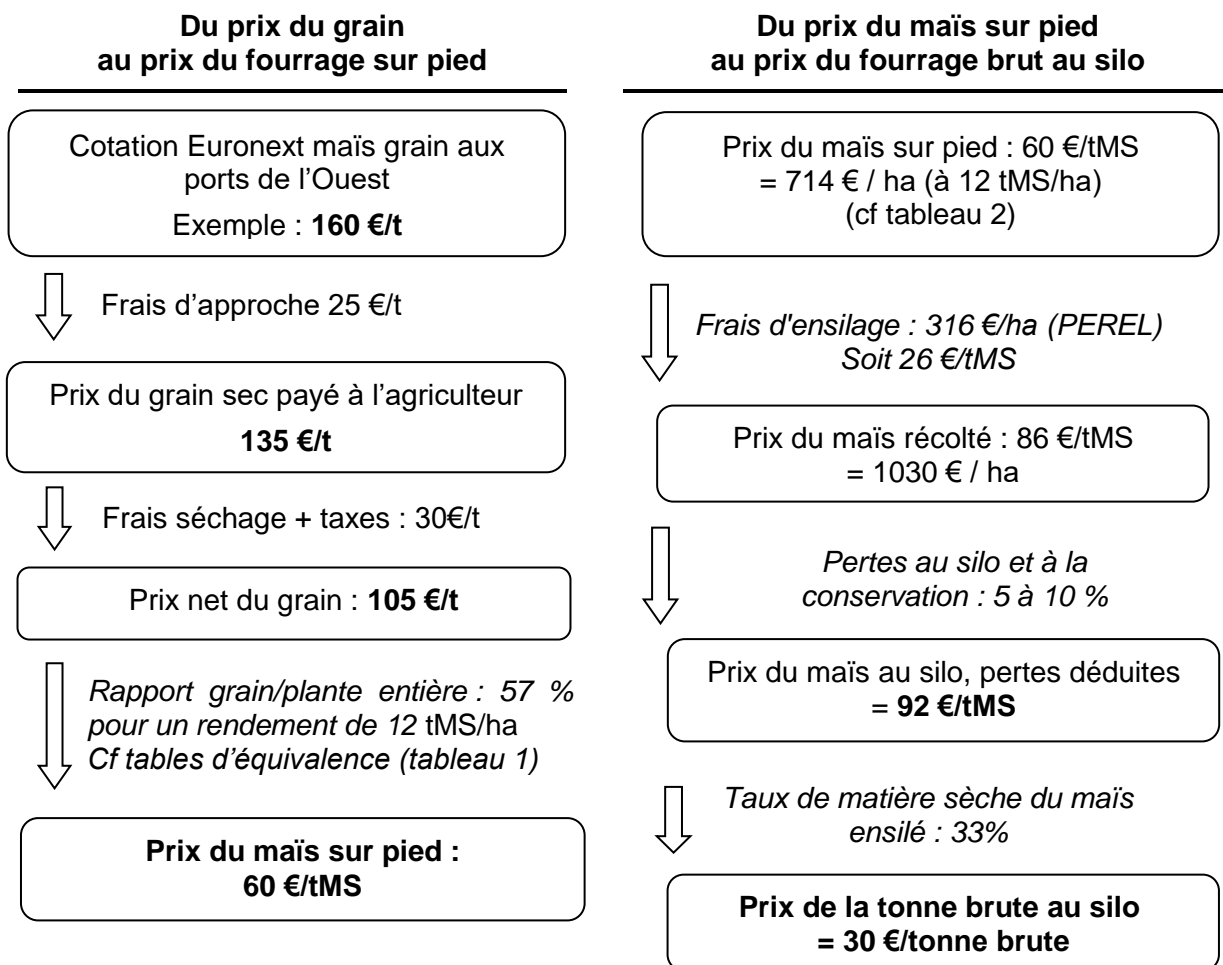 Du prix du grain
au prix du fourrage sur pied
Cotation Euronext maïs grain aux
ports de l’Ouest
Exemple : 160 €/t
Frais d’approche 25 €/t
Prix du grain sec payé à l’agriculteur
135 €/t
Frais séchage + taxes : 30€/t
Prix net du grain : 105 €/t
Rapport grain/plante entière : 57 %
pour un rendement de 12 tMS/ha
Cf tables d’équivalence (tableau 1)
Prix du maïs sur pied :
60 €/tMS
Du prix du maïs sur pied
au prix du fourrage brut au silo
Prix du maïs sur pied : 60 €/tMS
= 714 € / ha (à 12 tMS/ha)
(cf tableau 2)
Frais d'ensilage : 316 €/ha (PEREL)
Soit 26 €/tMS
Prix du maïs récolté : 86 €/tMS
= 1030 € / ha
Pertes au silo et à la
conservation : 5 à 10 %
Prix du maïs au silo, pertes déduites
= 92 €/tMS
Taux de matière sèche du maïs
ensilé : 33%
Prix de la tonne brute au silo
= 30 €/tonne brute